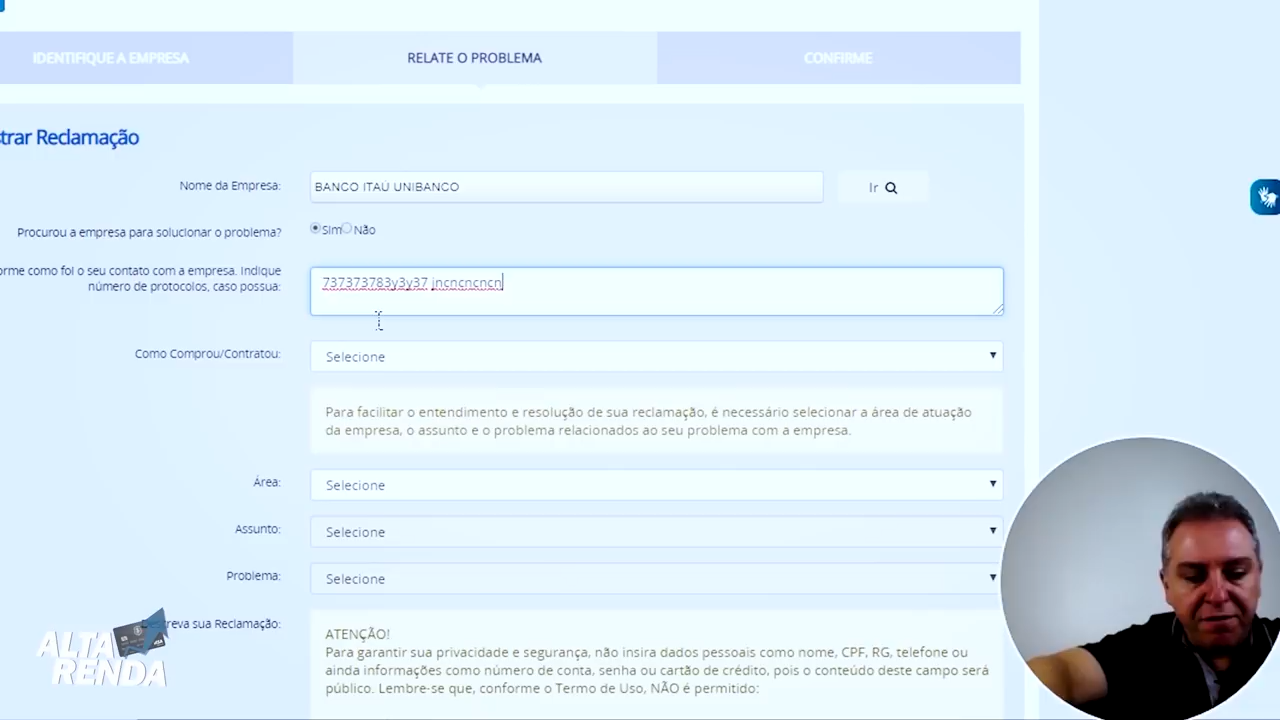 IDENTIFIQUE A EMPRESA
RELATE O PROBLEMA
CONFIRME
strar Reclamação
Nome da Empresa:
BANCO ITAÚ UNIBANCO
Ir
Procurou a empresa para solucionar o problema?
Sim Não
orme como foi o seu contato com a empresa. Indique
número de protocolos, caso possua:
737373783y3y37 jncncncncn
Como Comprou/Contratou:
Selecione
Para facilitar o entendimento e resolução de sua reclamação, é necessário selecionar a área de atuação
da empresa, o assunto e o problema relacionados ao seu problema com a empresa.
Área:
Selecione
Assunto:
Selecione
Problema:
Selecione
screva sua Reclamação:
ATENÇÃO!
Para garantir sua privacidade e segurança, não insira dados pessoais como nome, CPF, RG, telefone ou
ainda informações como número de conta, senha ou cartão de crédito, pois o conteúdo deste campo será
público. Lembre-se que, conforme o Termo de Uso, NÃO é permitido:
ALTA
RENDA